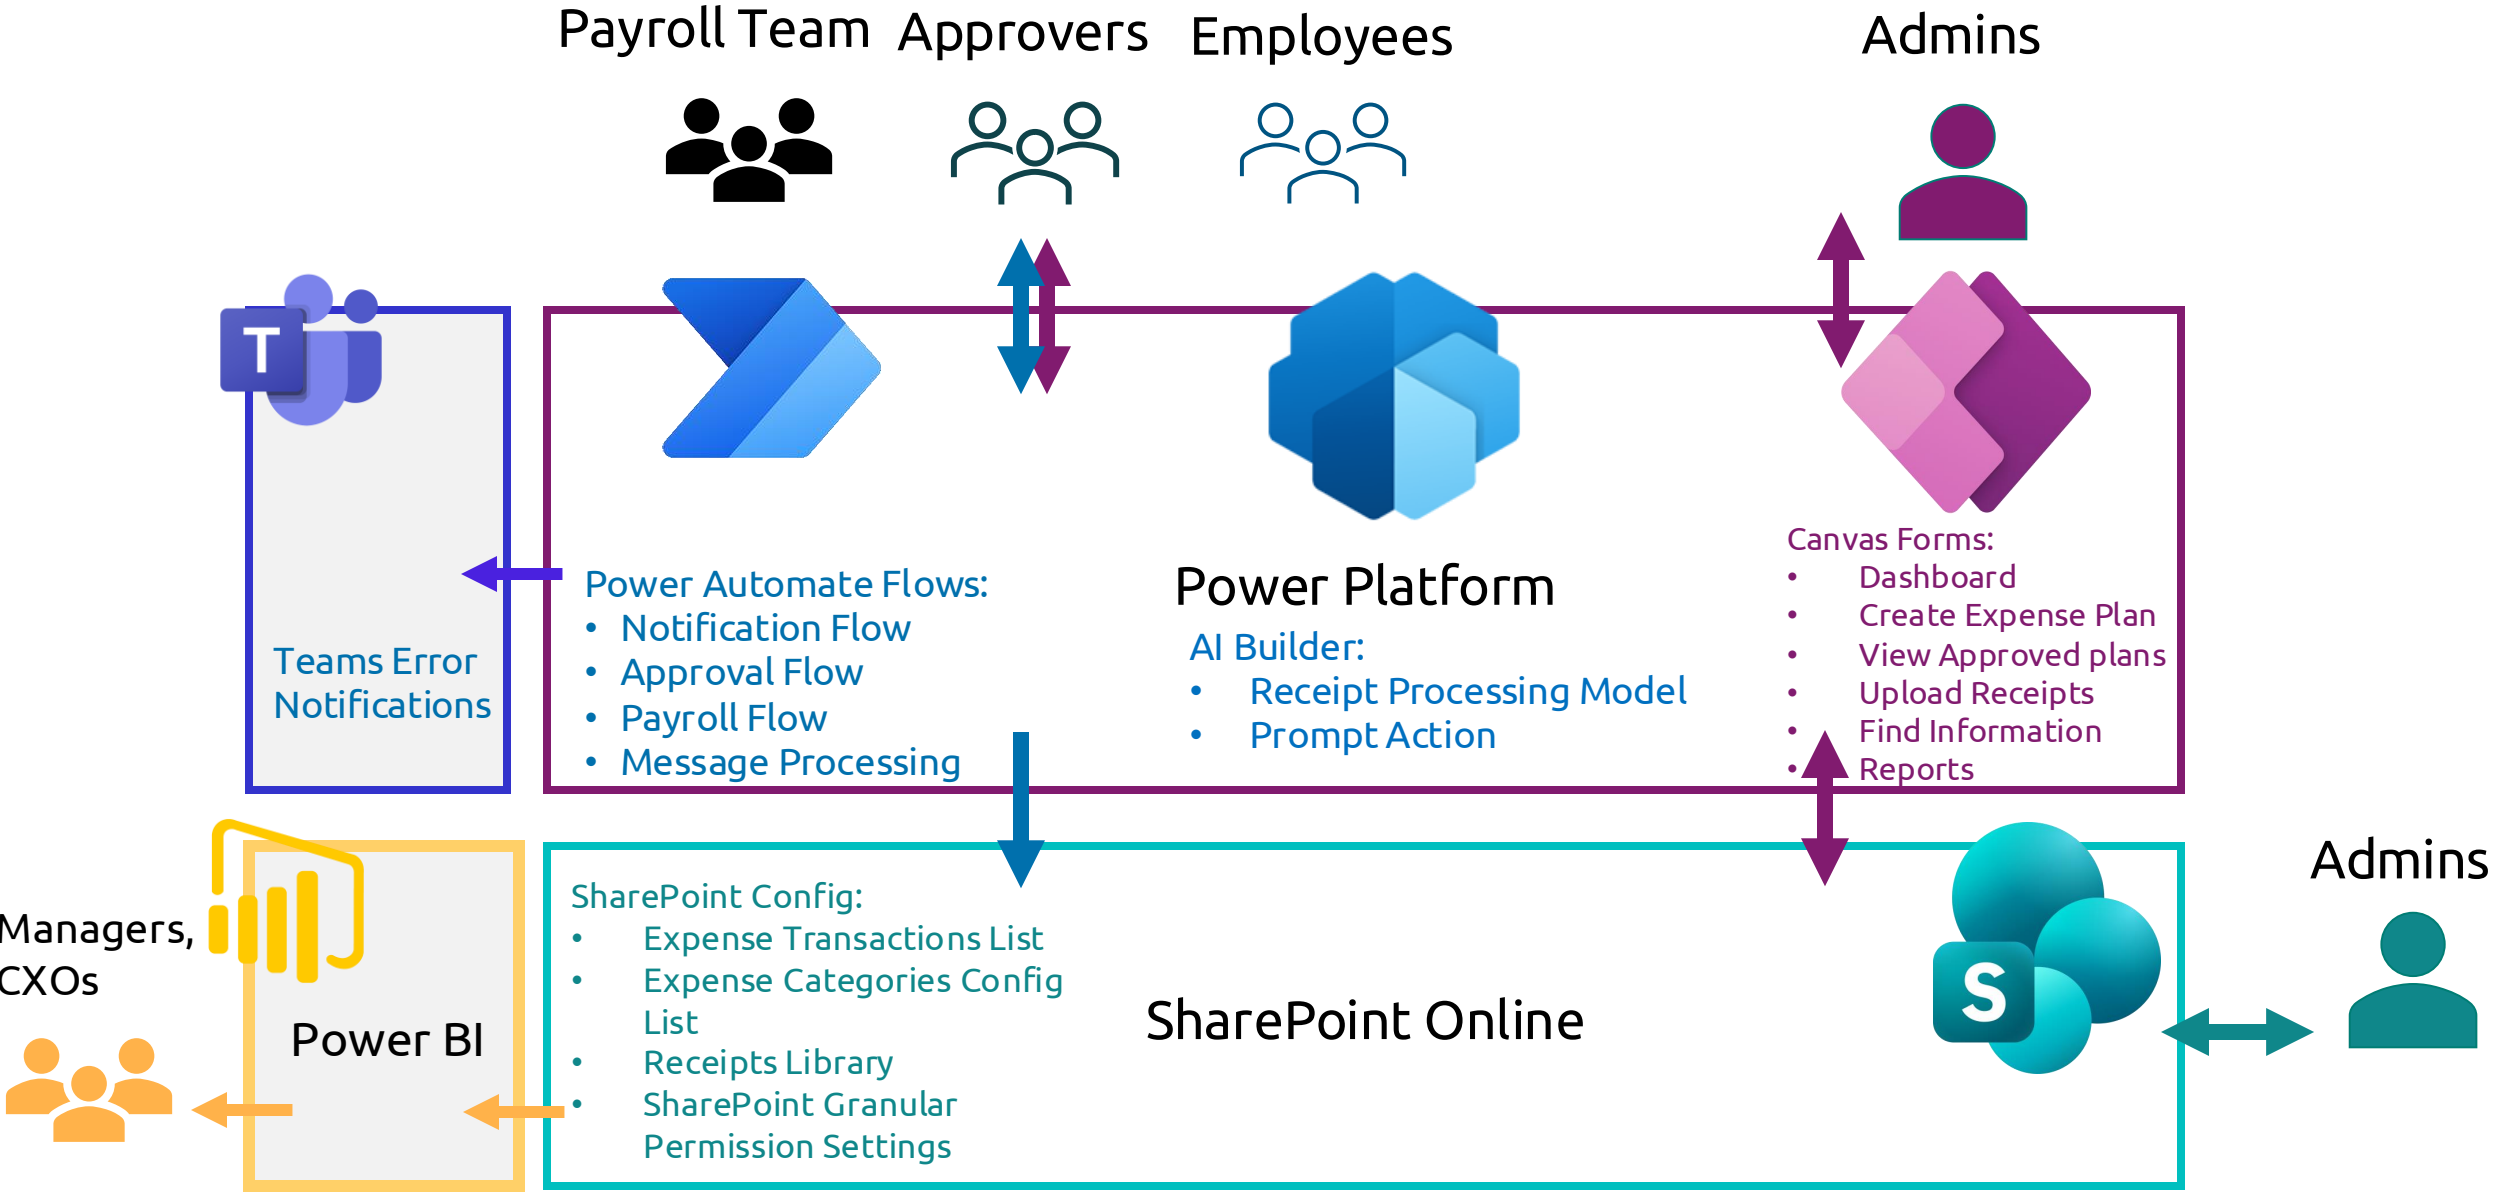 Payroll Team
Approvers
Employees
Admins
T
Teams Error
Notifications
Power Automate Flows:
• Notification Flow
• Approval Flow
• Payroll Flow
• Message Processing
Power Platform
AI Builder:
• Receipt Processing Model
• Prompt Action
Canvas Forms:
• Dashboard
• Create Expense Plan
• View Approved plans
• Upload Receipts
• Find Information
• Reports
Managers,
CXOs
Power BI
SharePoint Config:
• Expense Transactions List
• Expense Categories Config
List
• Receipts Library
• SharePoint Granular
Permission Settings
SharePoint Online
S
Admins